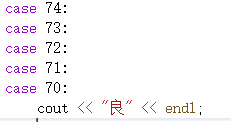 case 74:
case 73:
case 72:
case 71:
case 70:
cout << "良" << endl;